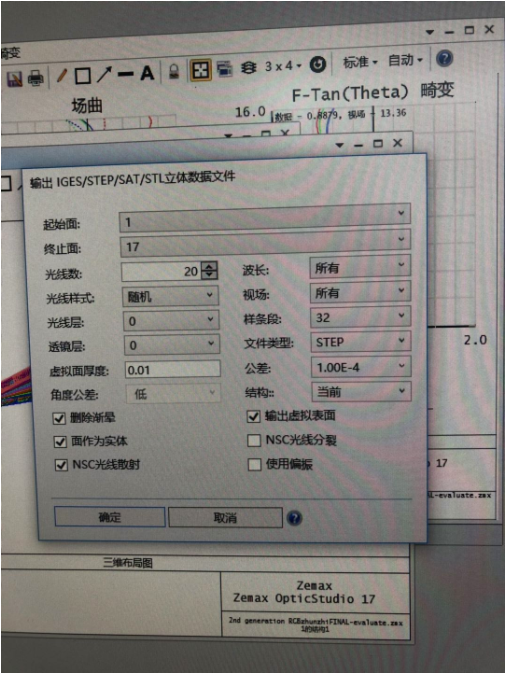 畸变
A
3 x 4
标准
自动
?
场曲
F-Tan(Theta) 畸变
16.0
数据 - 0.8879, 视场 - 13.36
输出 IGES/STEP/SAT/STL立体数据文件
起始面: 1
终止面: 17
光线数: 20
波长: 所有
光线样式: 随机
视场: 所有
光线层: 0
样条段: 32
透镜层: 0
文件类型: STEP
2.0
虚拟面厚度: 0.01
公差: 1.00E-4
角度公差: 低
结构:: 当前
删除渐晕
输出虚拟表面
面作为实体
NSC光线分裂
NSC光线散射
使用偏振
17
AL-evaluate.zmx
确定
取消
?
三维布局图
Zemax
Zemax OpticStudio 17
2nd generation RGBzhunzhiFINAL-evaluate.zmx
1的结构1